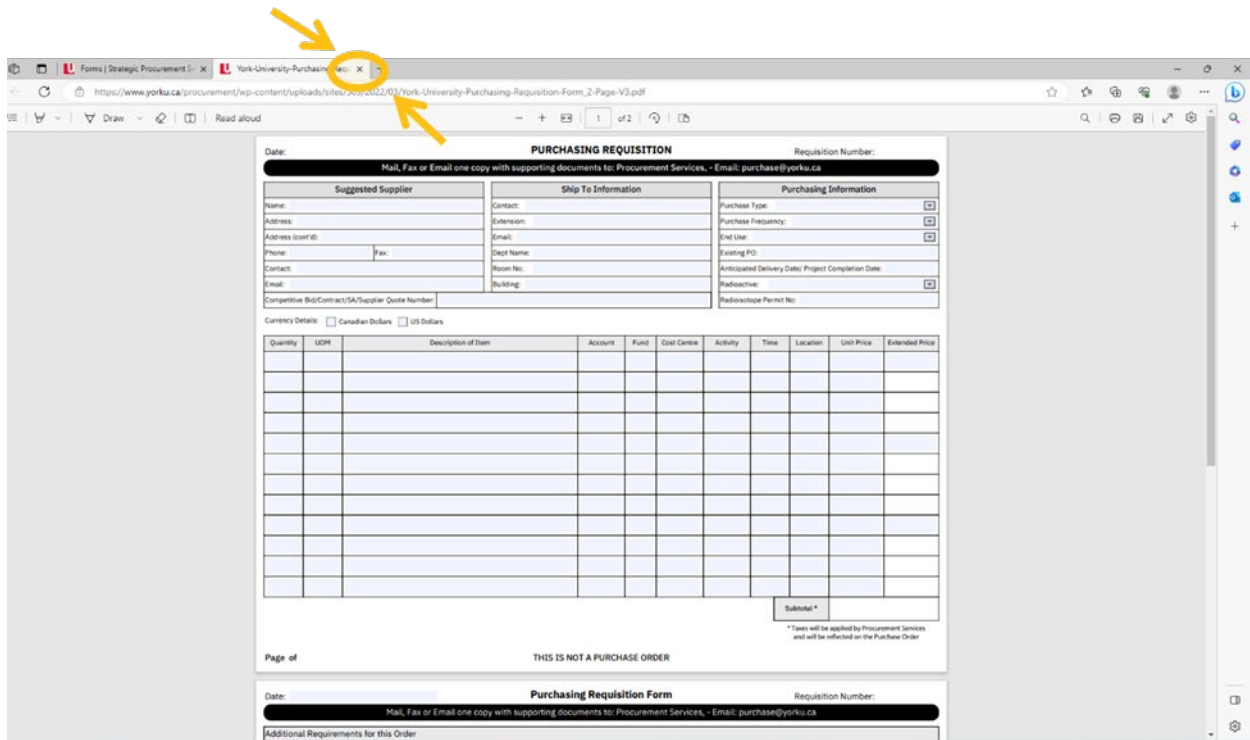 Forms | Strategic Procurement S
York-University-Purchasing-Requ
https://www.yorku.ca/procurement/wp-content/uploads/sites/305/2022/03/York-University-Purchasing-Requisition-Form_2-Page-V3.pdf
Draw Read aloud 1 of 2
Date: PURCHASING REQUISITION Requisition Number:
Mail, Fax or Email one copy with supporting documents to: Procurement Services, - Email: purchase@yorku.ca
Suggested Supplier Ship To Information Purchasing Information
Name: Contact: Purchase Type:
Address: Extension: Purchase Frequency:
Address (cont'd): Email: End Use:
Phone: Fax: Dept Name: Existing PO:
Contact: Room No: Anticipated Delivery Date/ Project Completion Date:
Email: Building: Radioactive:
Competitive Bid/Contract/SA/Supplier Quote Number: Radioisotope Permit No:
Currency Details: Canadian Dollars US Dollars
Quantity UOM Description of Item Account Fund Cost Centre Activity Time Location Unit Price Extended Price
Subtotal *
* Taxes will be applied by Procurement Services
and will be reflected on the Purchase Order
Page of THIS IS NOT A PURCHASE ORDER
Date: Purchasing Requisition Form Requisition Number:
Mail, Fax or Email one copy with supporting documents to: Procurement Services, - Email: purchase@yorku.ca
Additional Requirements for this Order